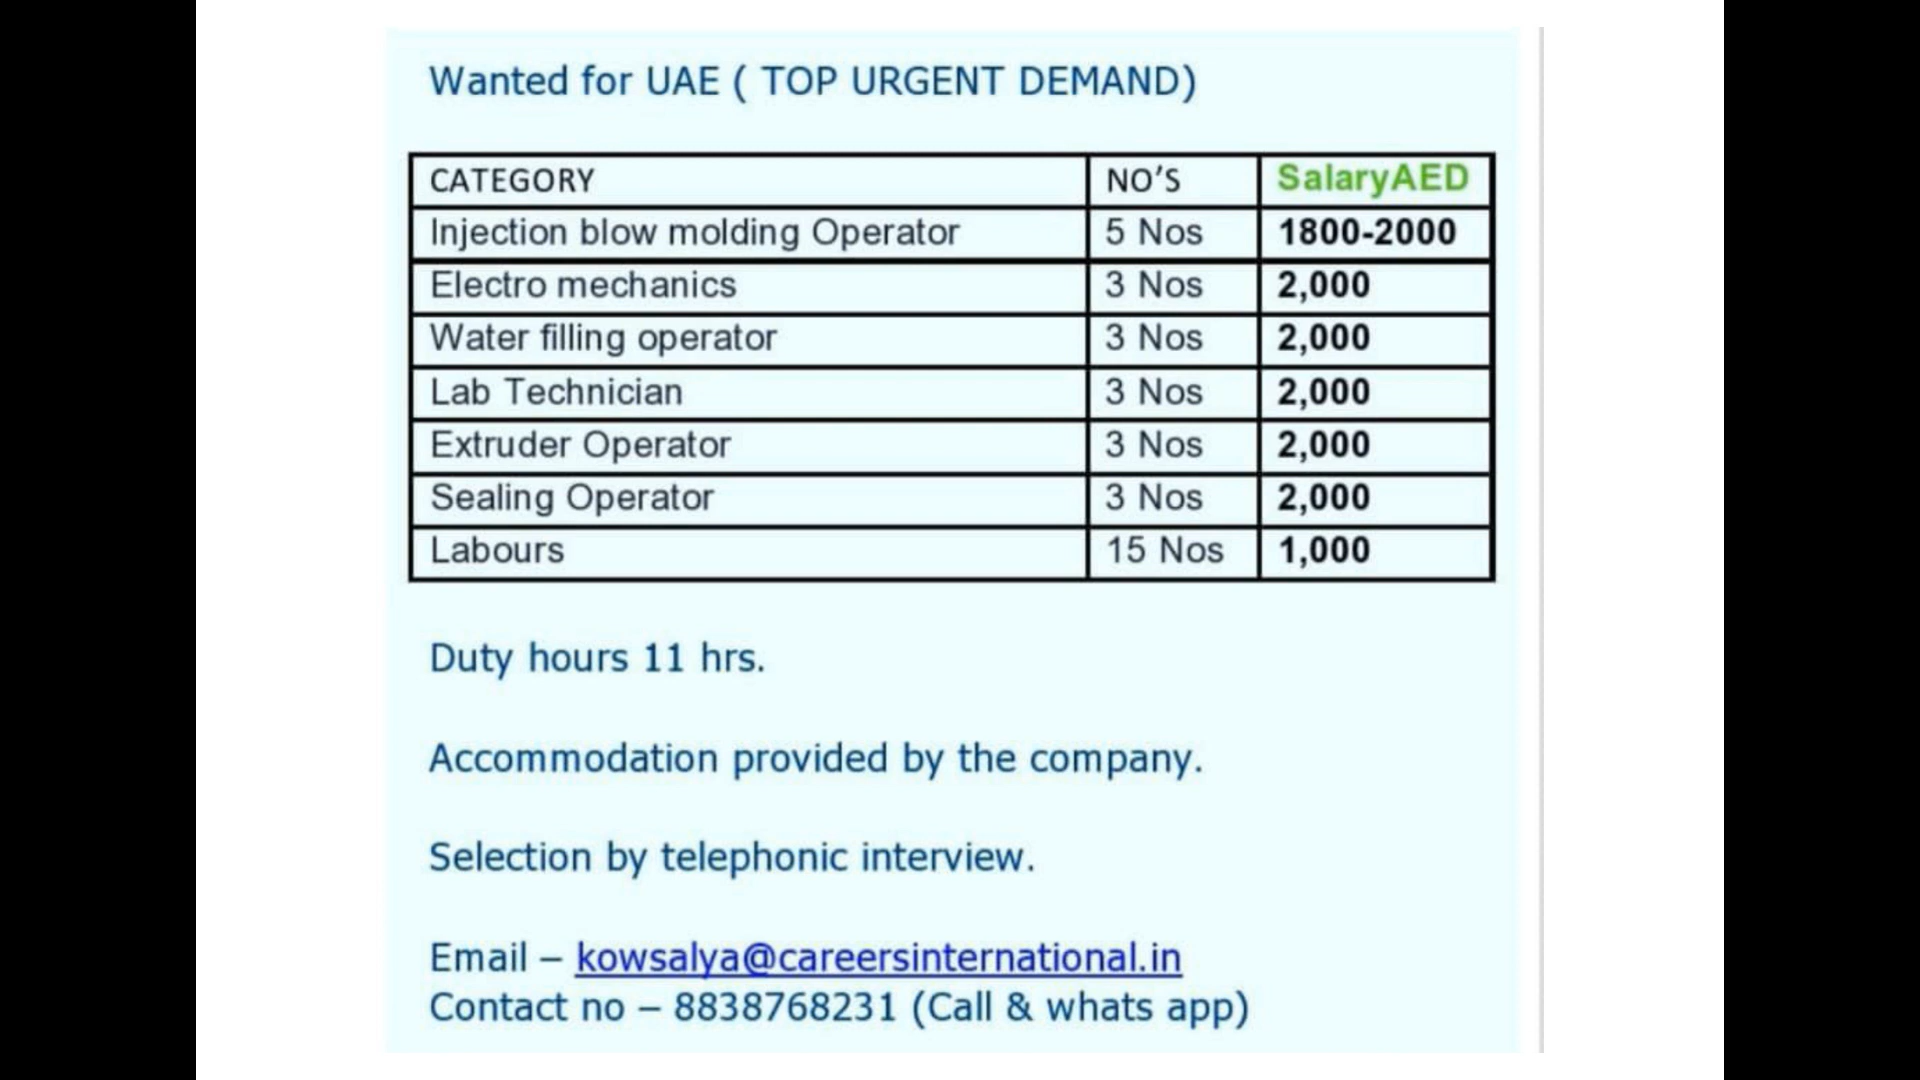 Wanted for UAE ( TOP URGENT DEMAND)
CATEGORY NO'S SalaryAED
Injection blow molding Operator 5 Nos 1800-2000
Electro mechanics 3 Nos 2,000
Water filling operator 3 Nos 2,000
Lab Technician 3 Nos 2,000
Extruder Operator 3 Nos 2,000
Sealing Operator 3 Nos 2,000
Labours 15 Nos 1,000
Duty hours 11 hrs.
Accommodation provided by the company.
Selection by telephonic interview.
Email – kowsalya@careersinternational.in
Contact no – 8838768231 (Call & whats app)